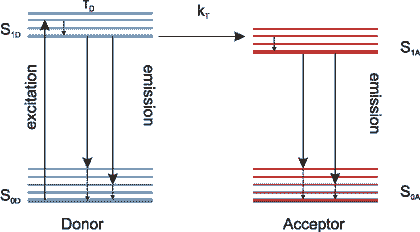 τD
S1D
kT
S1A
excitation
emission
emission
S0D
S0A
Donor
Acceptor